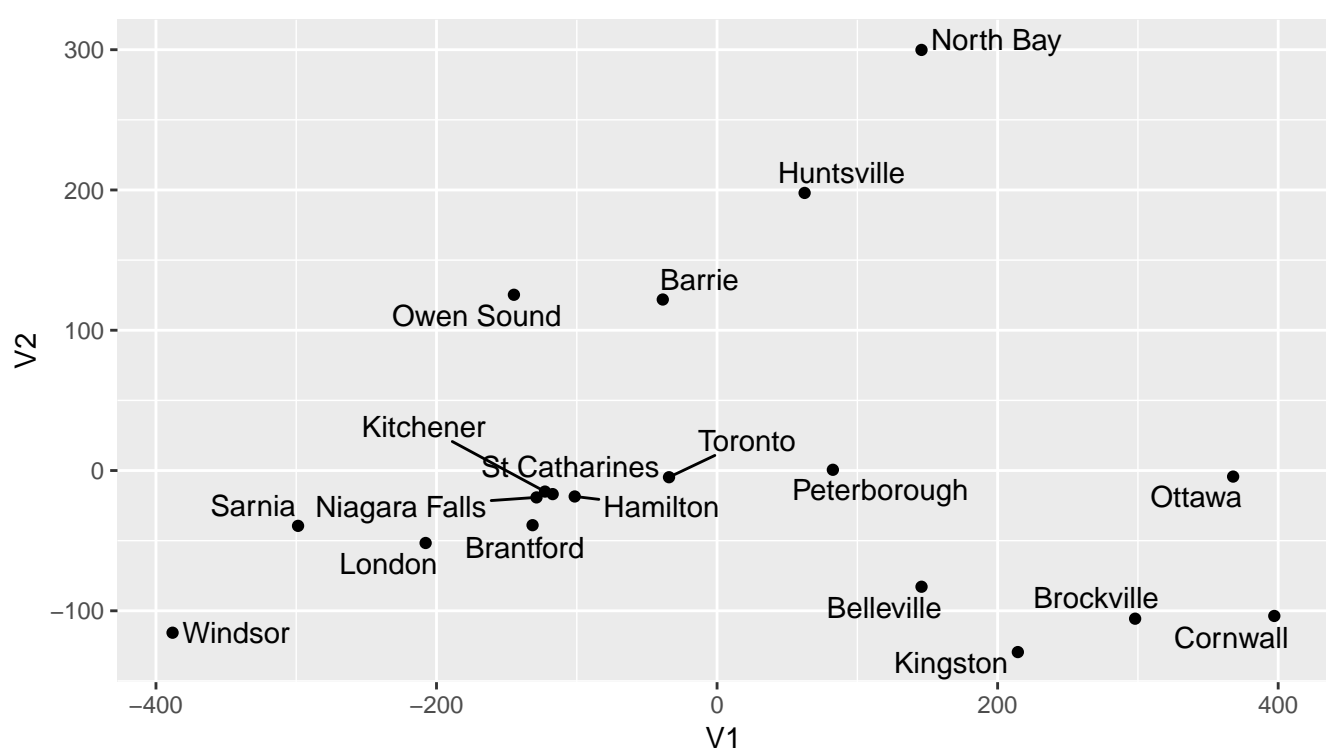 300
North Bay
Huntsville
200
Barrie
Owen Sound
100
V2
Kitchener
Toronto
St Catharines
0
Peterborough
Ottawa
Sarnia
Niagara Falls
Hamilton
Brantford
London
−100
Belleville
Brockville
Windsor
Cornwall
Kingston
−400
−200
0
200
400
V1